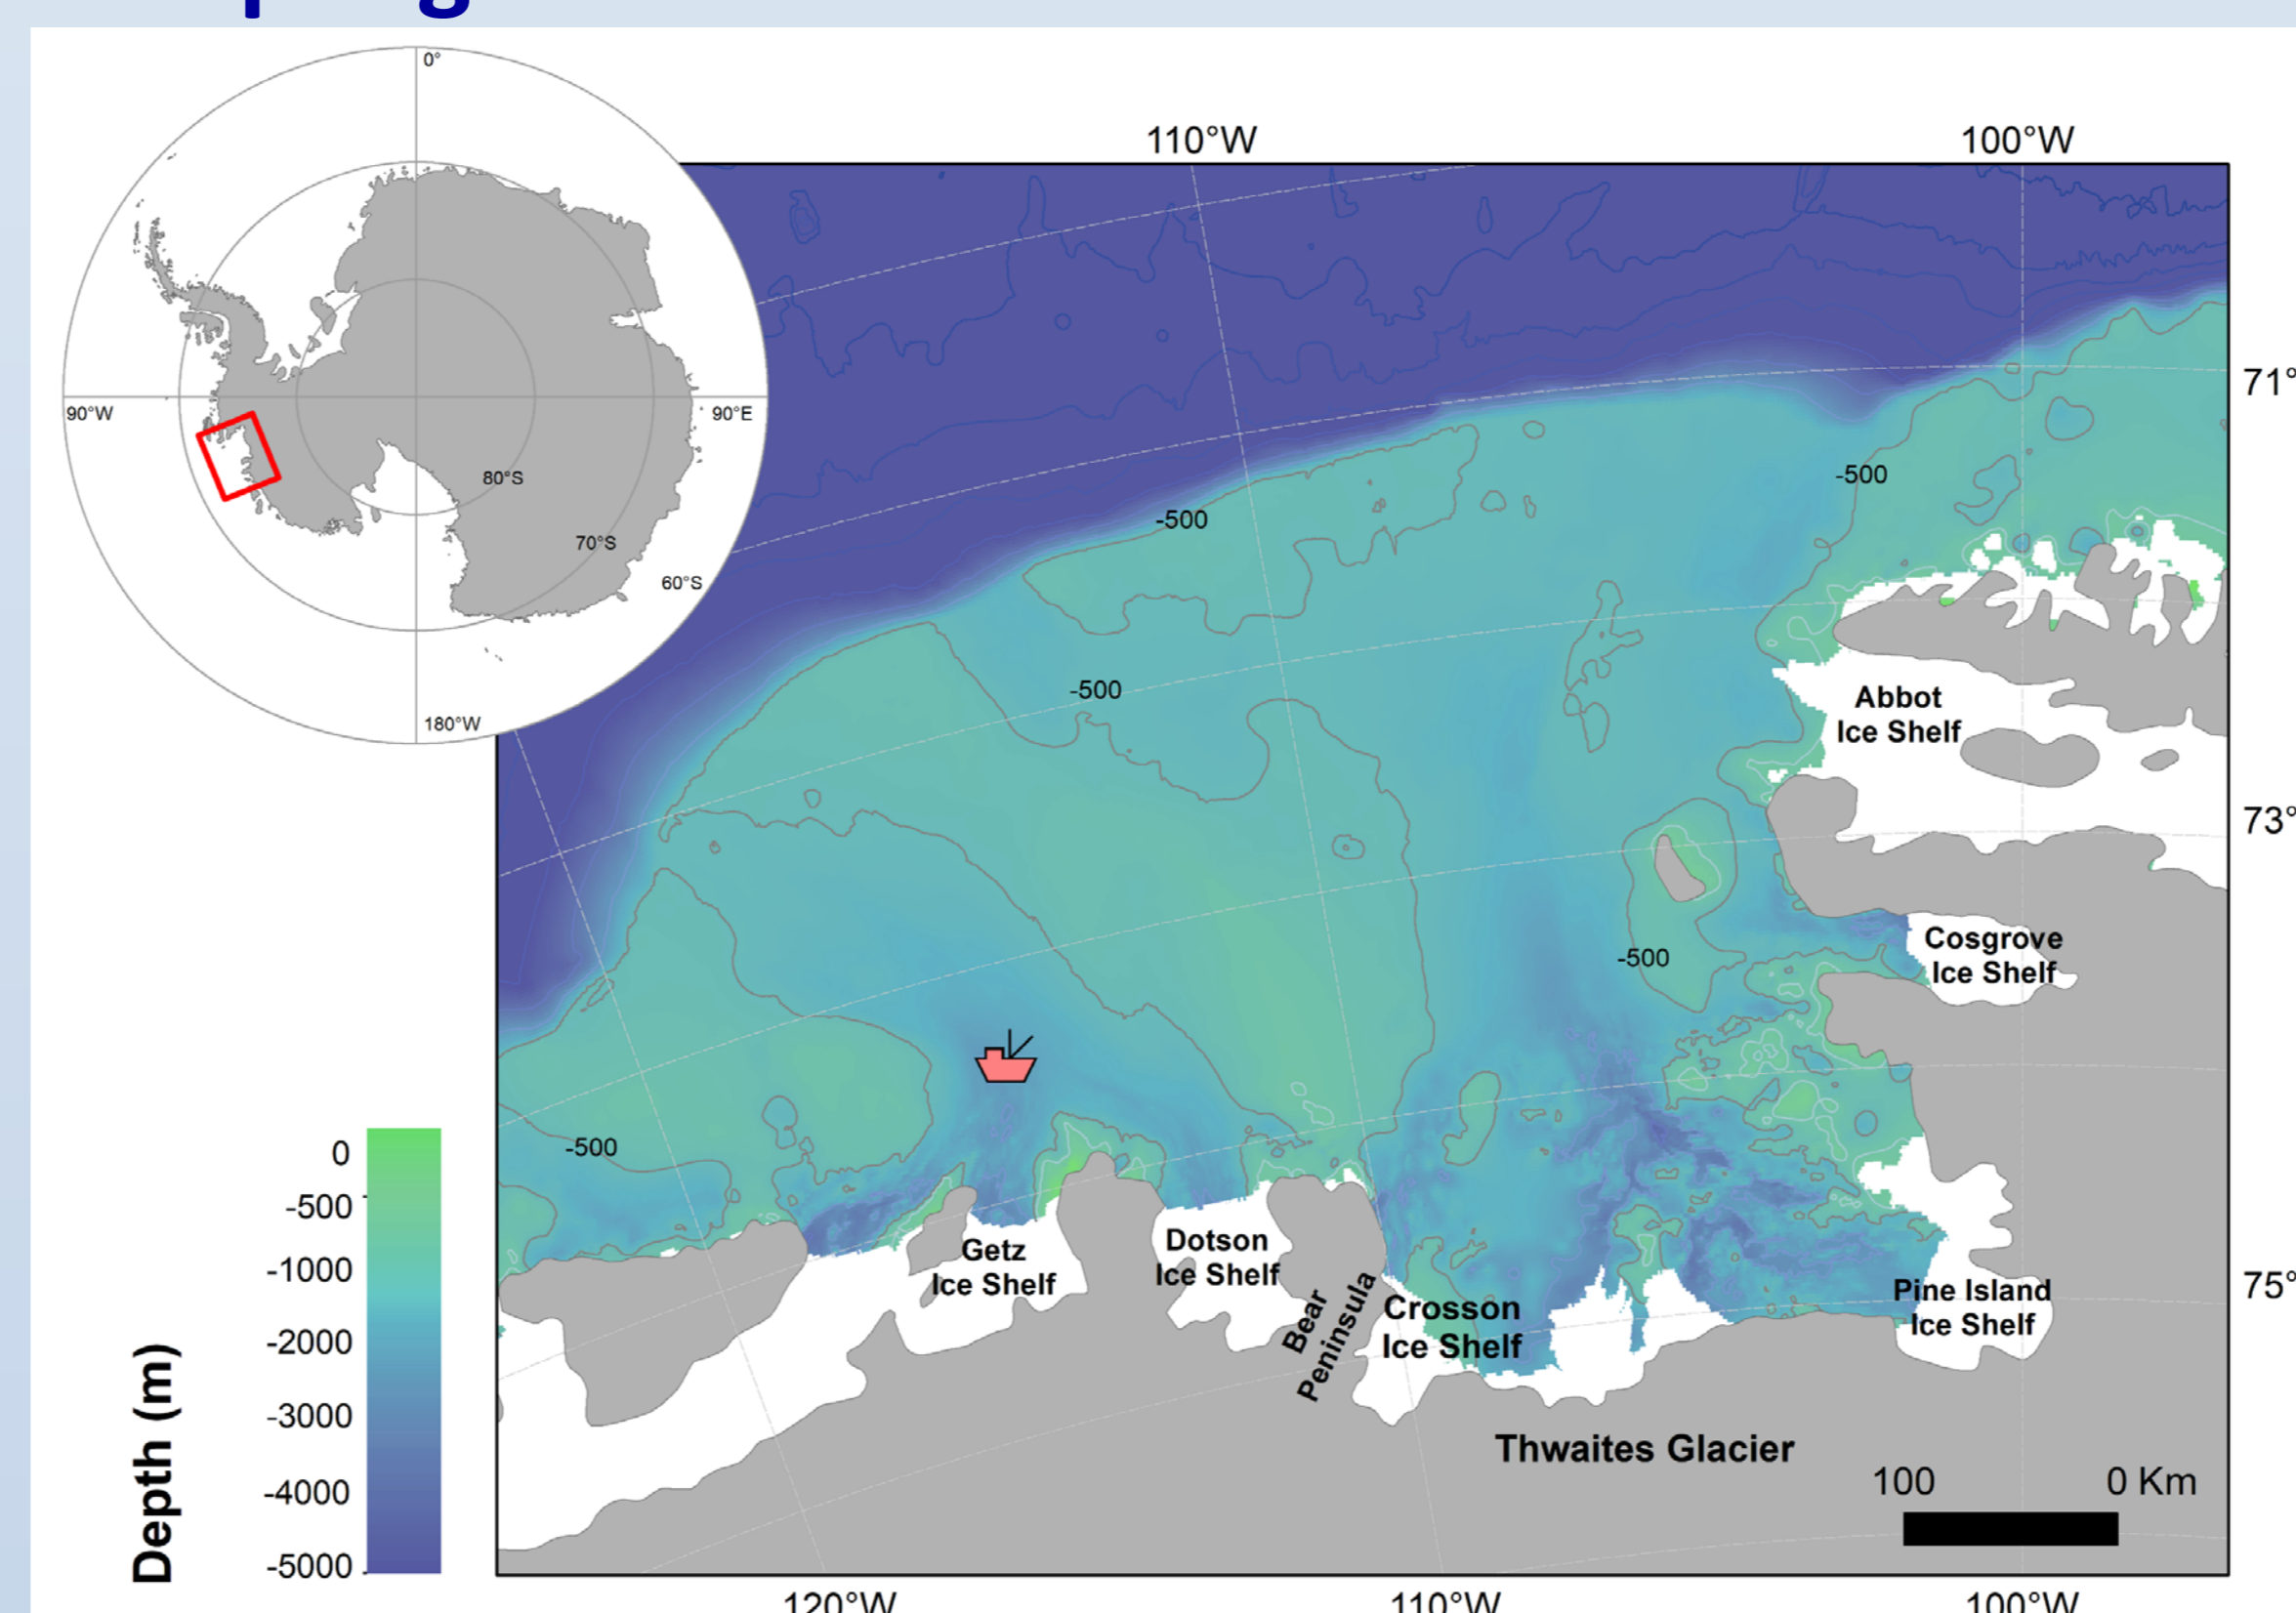 0°
90°W
90°E
80°S
70°S
60°S
180°W
110°W
100°W
71°
73°
75°
-500
-500
-500
-500
-500
Abbot
Ice Shelf
Cosgrove
Ice Shelf
Getz
Ice Shelf
Dotson
Ice Shelf
Bear
Peninsula
Crosson
Ice Shelf
Pine Island
Ice Shelf
Thwaites Glacier
100
0 Km
Depth (m)
0
-500
-1000
-2000
-3000
-4000
-5000
120°W
110°W
100°W